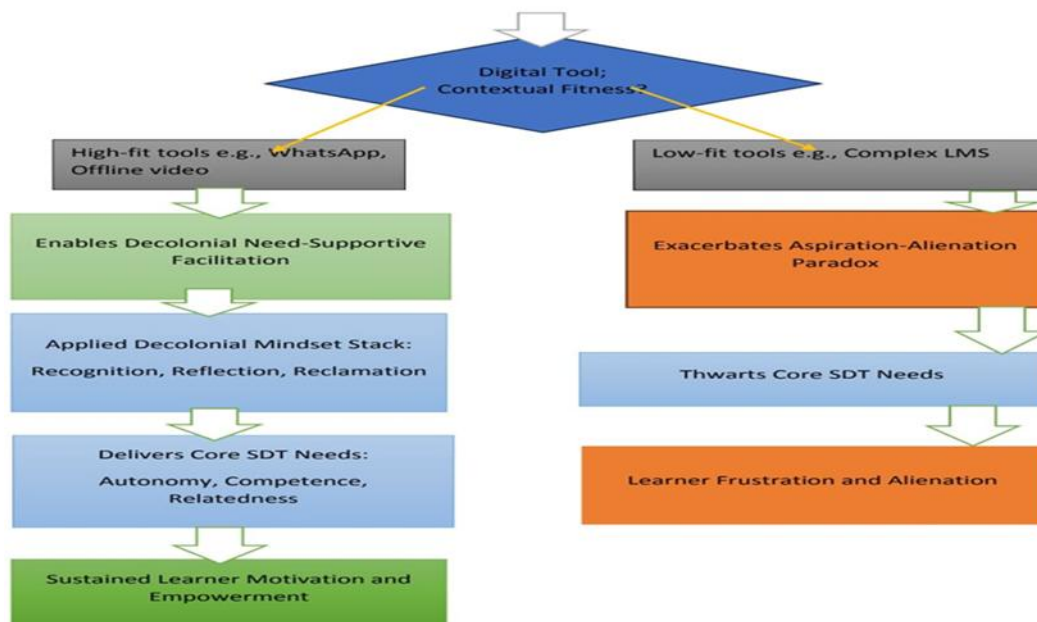 Digital Tool;
Contextual Fitness?
High-fit tools e.g., WhatsApp,
Offline video
Low-fit tools e.g., Complex LMS
Enables Decolonial Need-Supportive
Facilitation
Exacerbates Aspiration-Alienation
Paradox
Applied Decolonial Mindset Stack:
Recognition, Reflection, Reclamation
Thwarts Core SDT Needs
Delivers Core SDT Needs:
Autonomy, Competence,
Relatedness
Learner Frustration and Alienation
Sustained Learner Motivation and
Empowerment